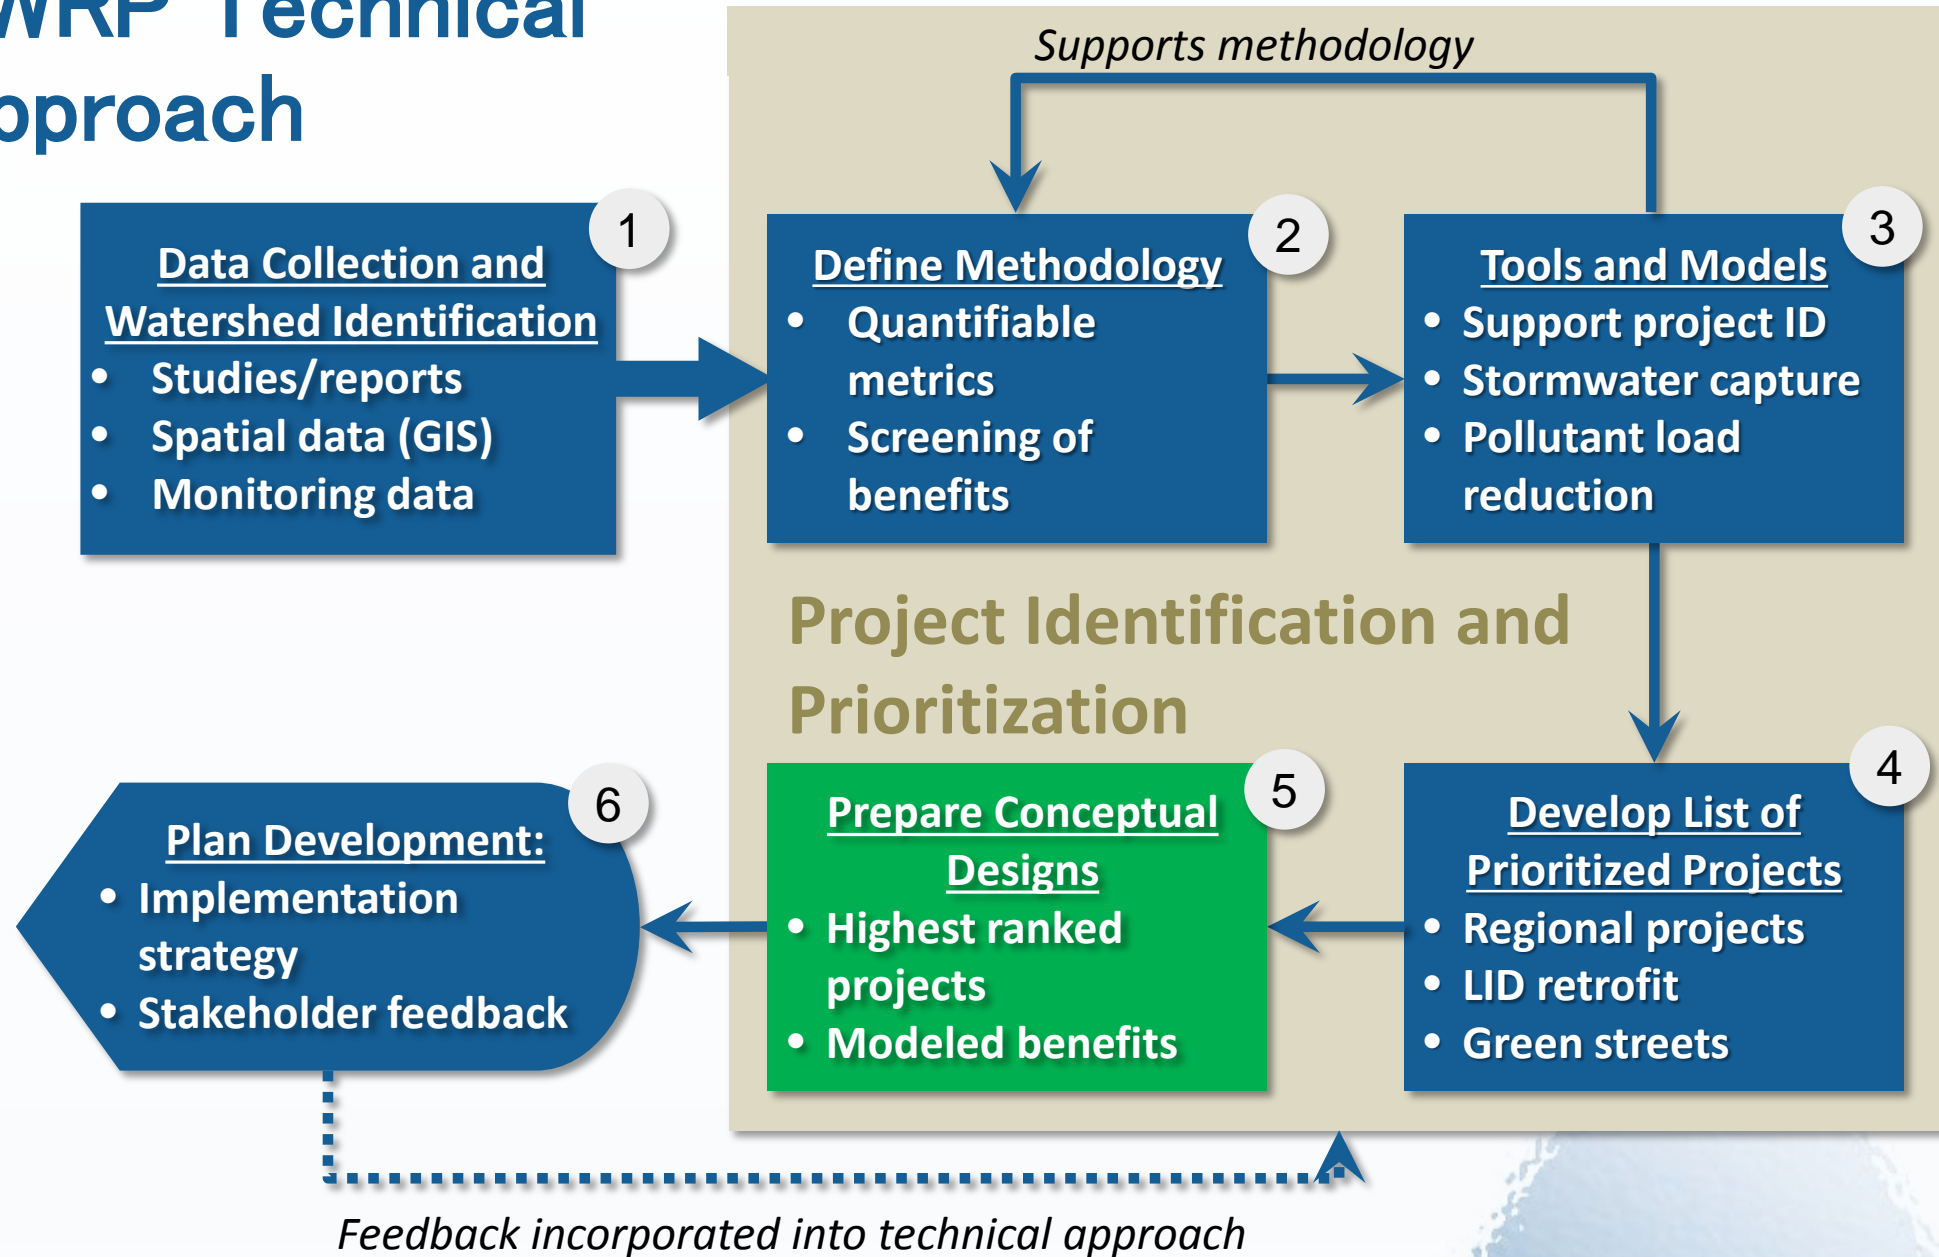 WRP Technical
pproach
Supports methodology
1
Data Collection and
Watershed Identification
• Studies/reports
• Spatial data (GIS)
• Monitoring data
2
Define Methodology
• Quantifiable
metrics
• Screening of
benefits
3
Tools and Models
• Support project ID
• Stormwater capture
• Pollutant load
reduction
Project Identification and
Prioritization
4
Develop List of
Prioritized Projects
• Regional projects
• LID retrofit
• Green streets
5
Prepare Conceptual
Designs
• Highest ranked
projects
• Modeled benefits
6
Plan Development:
• Implementation
strategy
• Stakeholder feedback
Feedback incorporated into technical approach